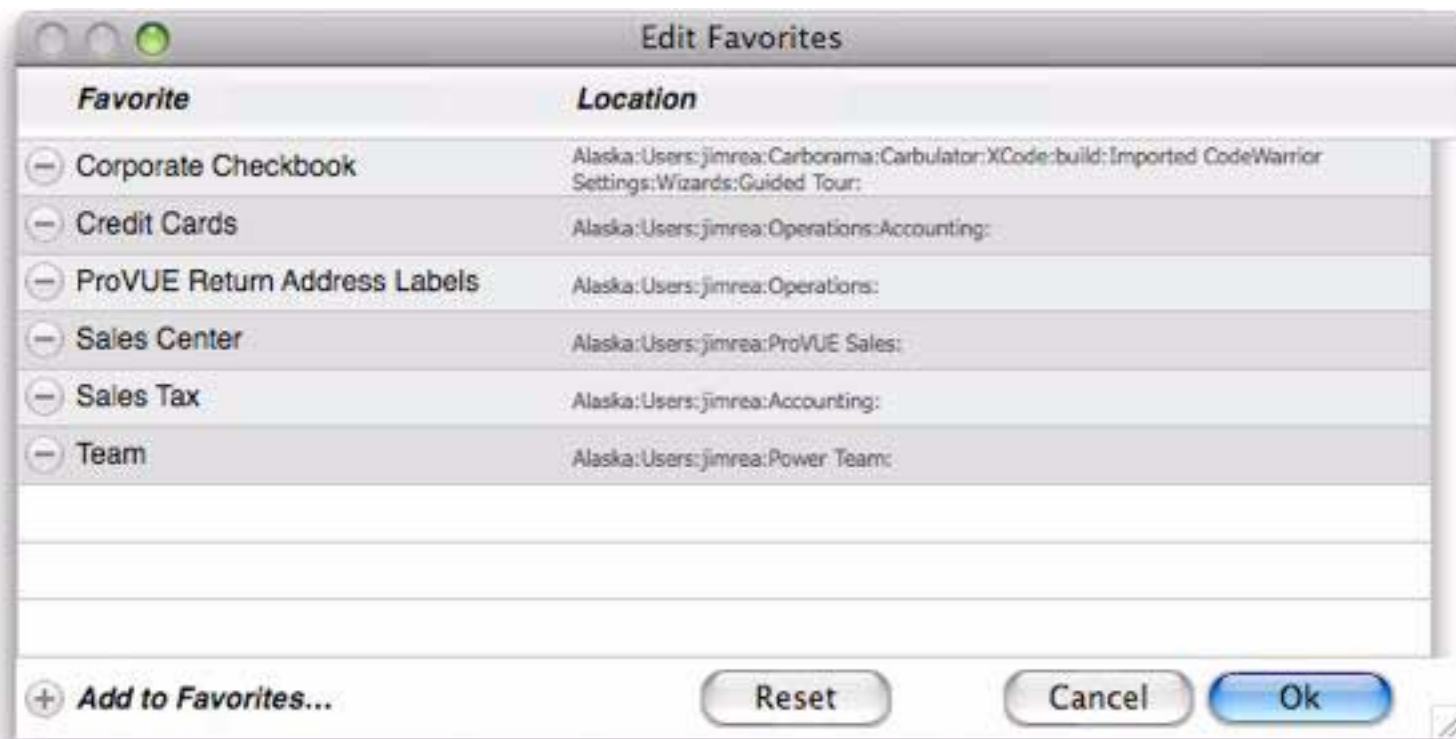 Edit Favorites
Favorite Location
Corporate Checkbook Alaska:Users:jimrea:Carborama:Carbulator:XCode:build:Imported CodeWarrior
Settings:Wizards:Guided Tour:
Credit Cards Alaska:Users:jimrea:Operations:Accounting:
ProVUE Return Address Labels Alaska:Users:jimrea:Operations:
Sales Center Alaska:Users:jimrea:ProVUE Sales:
Sales Tax Alaska:Users:jimrea:Accounting:
Team Alaska:Users:jimrea:Power Team:
Add to Favorites... Reset Cancel Ok